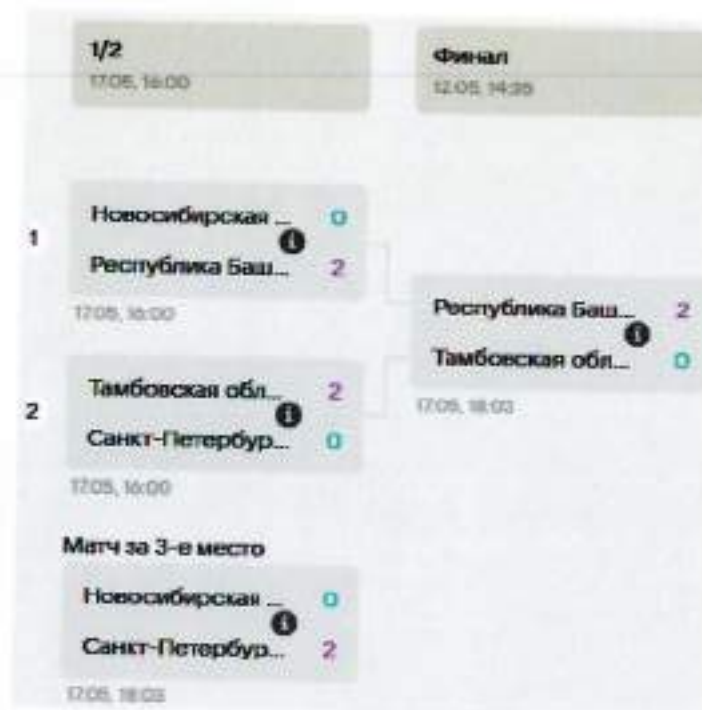 1/2
17.05, 16:00
Финал
12.05, 14:35
1
Новосибирская ... 0
Республика Баш... 2
17.05, 16:00
2
Тамбовская обл... 2
Санкт-Петербур... 0
17.05, 16:00
Республика Баш... 2
Тамбовская обл... 0
17.05, 18:03
Матч за 3-е место
Новосибирская ... 0
Санкт-Петербур... 2
17.05, 18:03